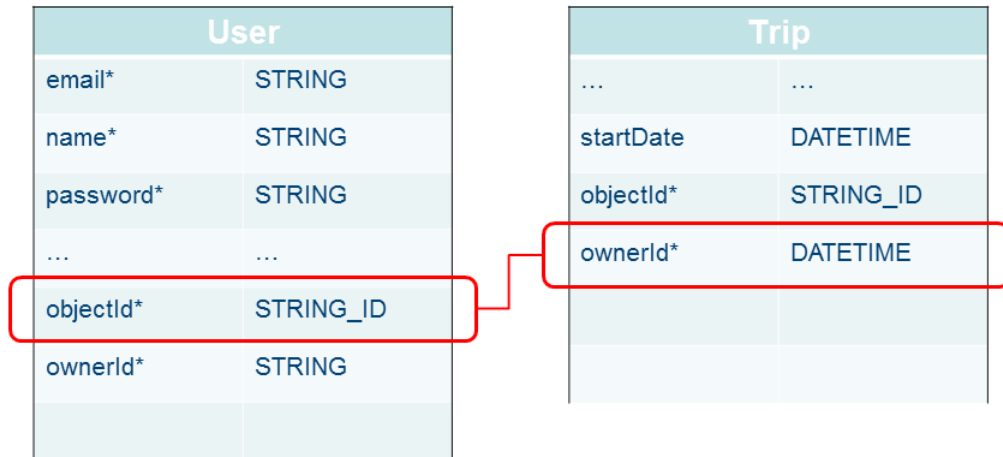 User
email* STRING
name* STRING
password* STRING
... ...
objectId* STRING_ID
ownerId* STRING
Trip
... ...
startDate DATETIME
objectId* STRING_ID
ownerId* DATETIME